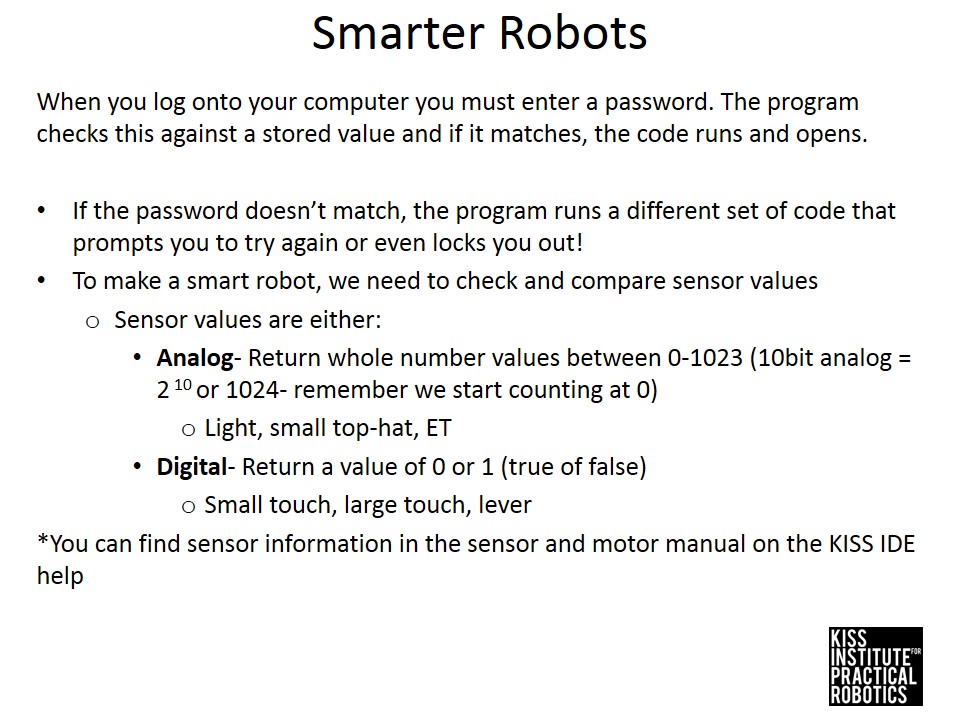 Smarter Robots
When you log onto your computer you must enter a password. The program
checks this against a stored value and if it matches, the code runs and opens.
• If the password doesn’t match, the program runs a different set of code that
prompts you to try again or even locks you out!
• To make a smart robot, we need to check and compare sensor values
o Sensor values are either:
• Analog- Return whole number values between 0-1023 (10bit analog =
2 10 or 1024- remember we start counting at 0)
o Light, small top-hat, ET
• Digital- Return a value of 0 or 1 (true of false)
o Small touch, large touch, lever
*You can find sensor information in the sensor and motor manual on the KISS IDE
help
KISS
INSTITUTE FOR
PRACTICAL
ROBOTICS